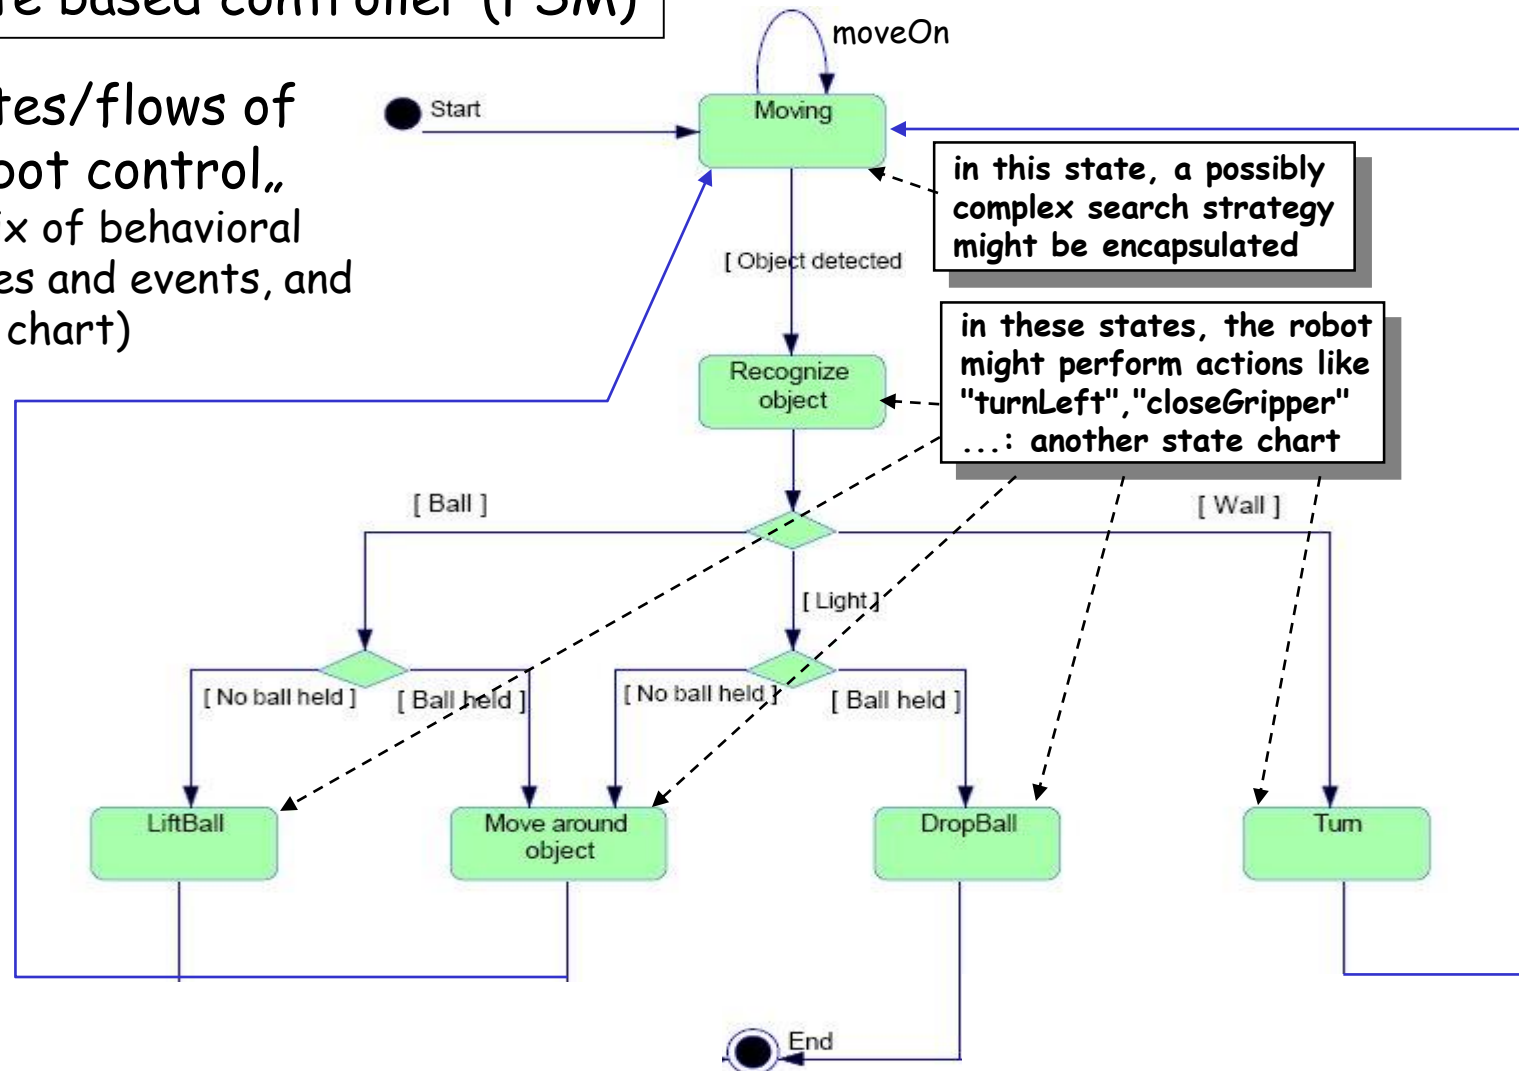 based controller (FSM)
moveOn
Start
Moving
/flows of
control„
in this state, a possibly
complex search strategy
might be encapsulated
of behavioral
and events, and
chart)
[ Object detected
in these states, the robot
might perform actions like
"turnLeft","closeGripper"
...: another state chart
Recognize
object
[ Ball ]
[ Wall ]
[ Light ]
[ No ball held ]
[ Ball held ]
[ No ball held ]
[ Ball held ]
LiftBall
Move around
object
DropBall
Turn
End